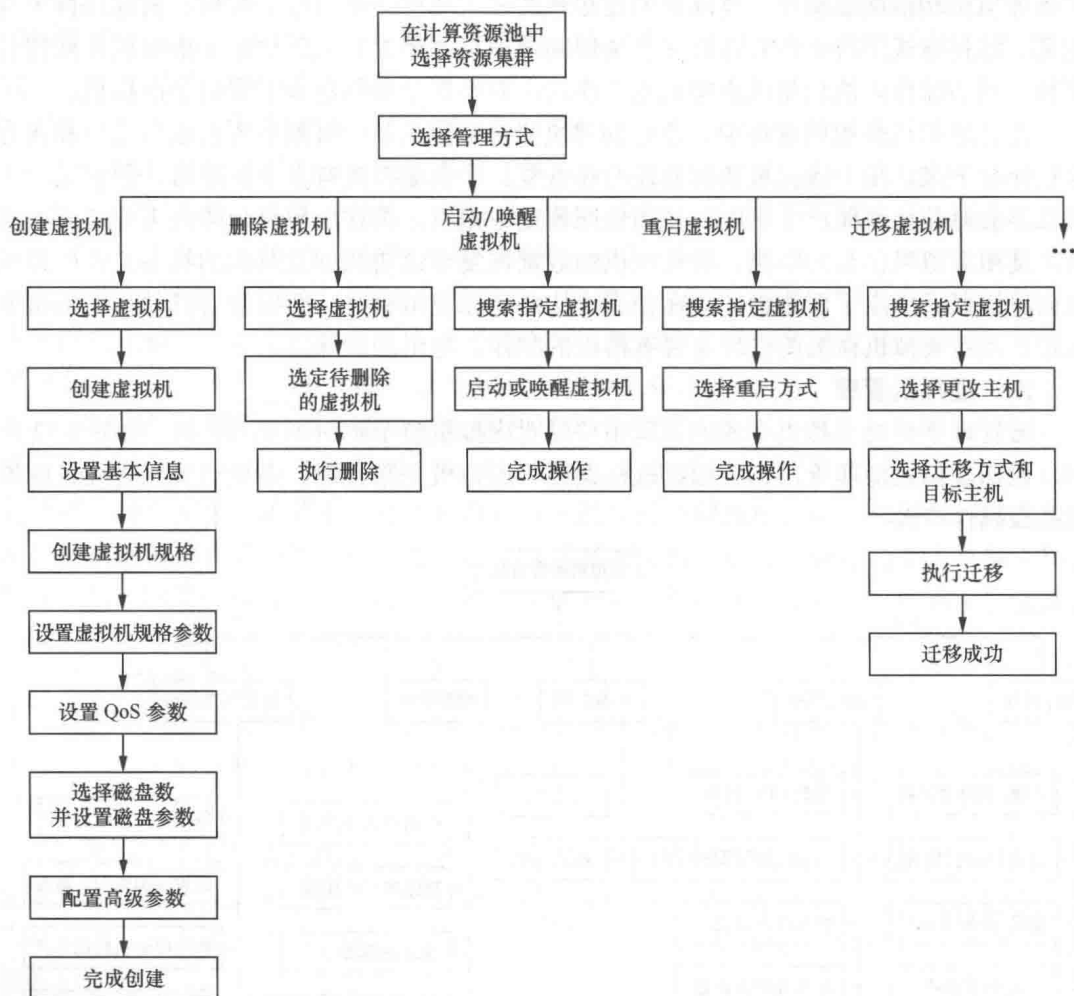 在计算资源池中
选择资源集群
选择管理方式
创建虚拟机
删除虚拟机
启动/唤醒
虚拟机
重启虚拟机
迁移虚拟机
…
选择虚拟机
选择虚拟机
搜索指定虚拟机
搜索指定虚拟机
搜索指定虚拟机
创建虚拟机
选定待删除
的虚拟机
启动或唤醒虚拟机
选择重启方式
选择更改主机
设置基本信息
执行删除
完成操作
完成操作
选择迁移方式和
目标主机
创建虚拟机规格
执行迁移
设置虚拟机规格参数
迁移成功
设置 QoS 参数
选择磁盘数
并设置磁盘参数
配置高级参数
完成创建